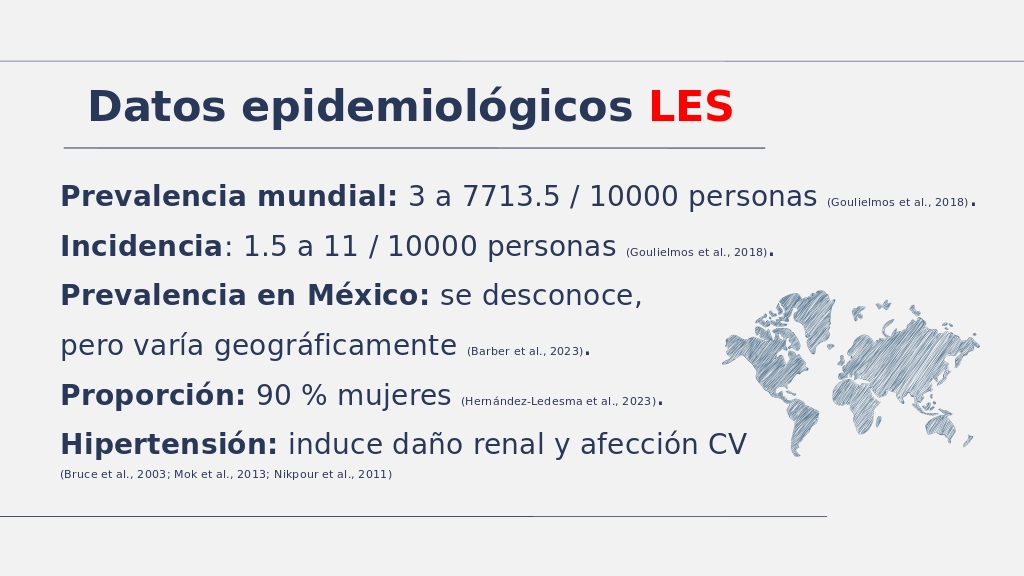 Datos epidemiológicos LES
Prevalencia mundial: 3 a 7713.5 / 10000 personas (Goulielmos et al., 2018).
Incidencia: 1.5 a 11 / 10000 personas (Goulielmos et al., 2018).
Prevalencia en México: se desconoce,
pero varía geográficamente (Barber et al., 2023).
Proporción: 90 % mujeres (Hernández-Ledesma et al., 2023).
Hipertensión: induce daño renal y afección CV
(Bruce et al., 2003; Mok et al., 2013; Nikpour et al., 2011)